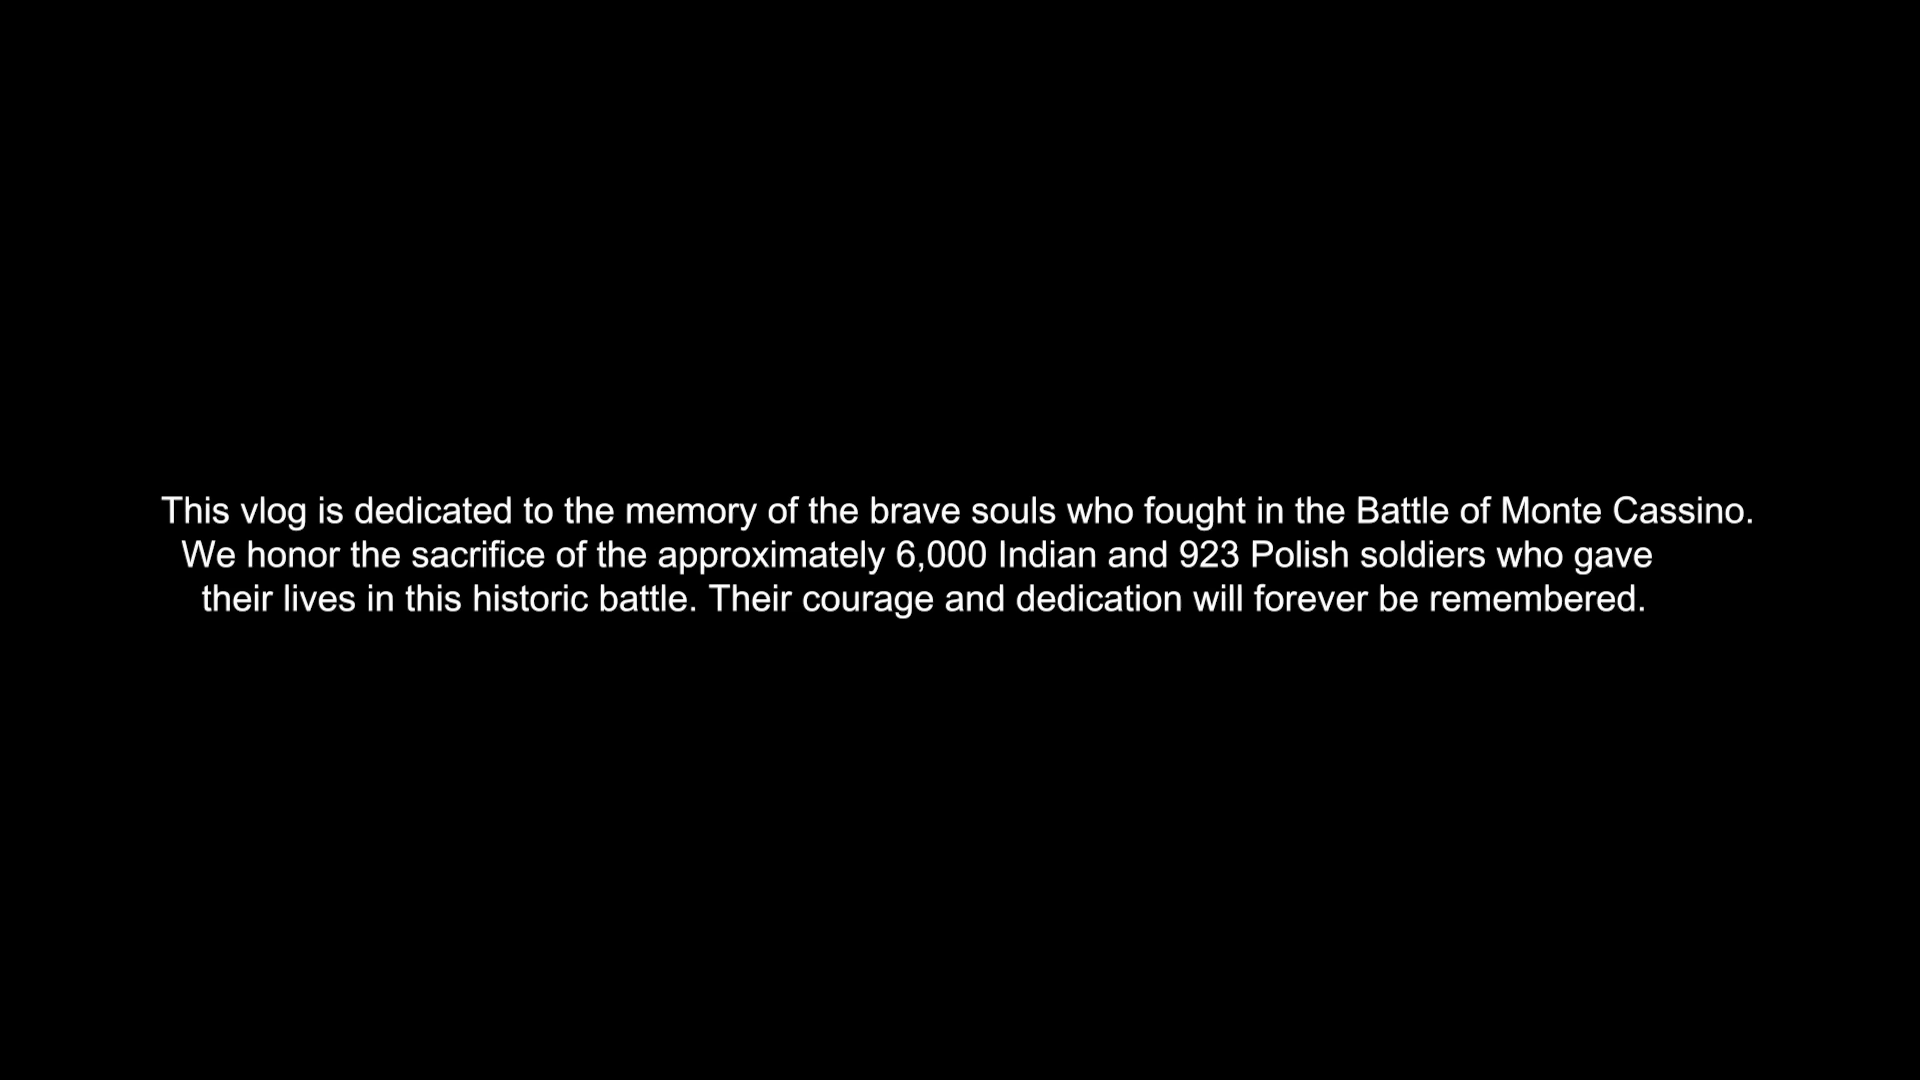 This vlog is dedicated to the memory of the brave souls who fought in the Battle of Monte Cassino.
We honor the sacrifice of the approximately 6,000 Indian and 923 Polish soldiers who gave
their lives in this historic battle. Their courage and dedication will forever be remembered.